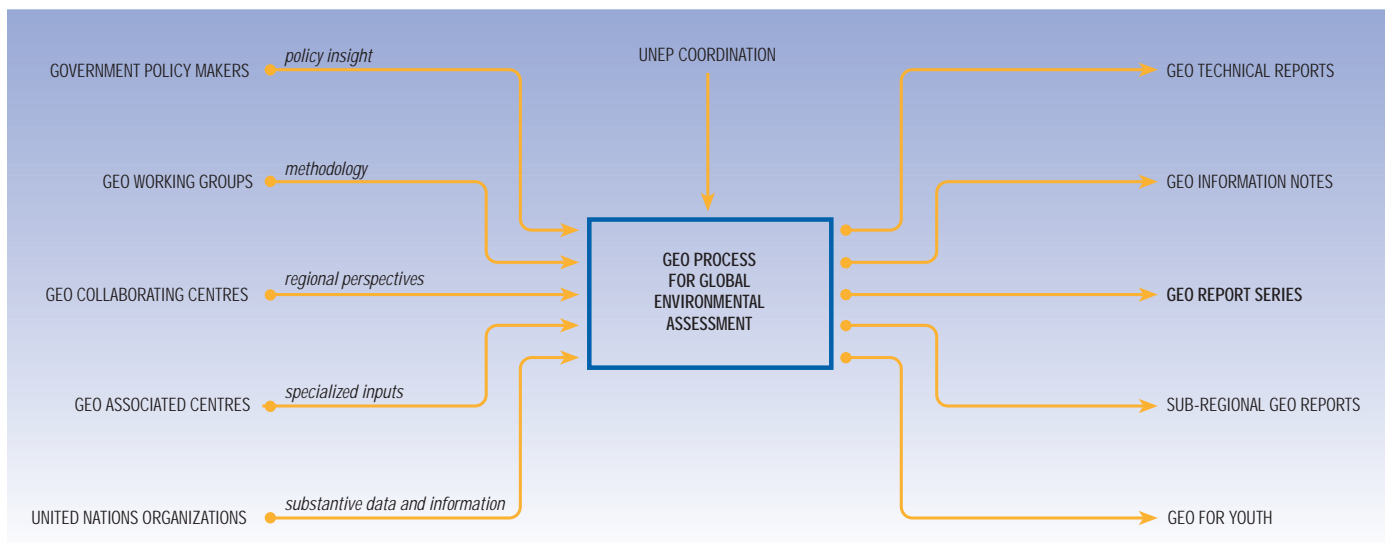 policy insight
UNEP COORDINATION
GOVERNMENT POLICY MAKERS
GEO TECHNICAL REPORTS
methodology
GEO WORKING GROUPS
GEO INFORMATION NOTES
GEO PROCESS
FOR GLOBAL
ENVIRONMENTAL
ASSESSMENT
regional perspectives
GEO COLLABORATING CENTRES
GEO REPORT SERIES
specialized inputs
GEO ASSOCIATED CENTRES
SUB-REGIONAL GEO REPORTS
substantive data and information
UNITED NATIONS ORGANIZATIONS
GEO FOR YOUTH